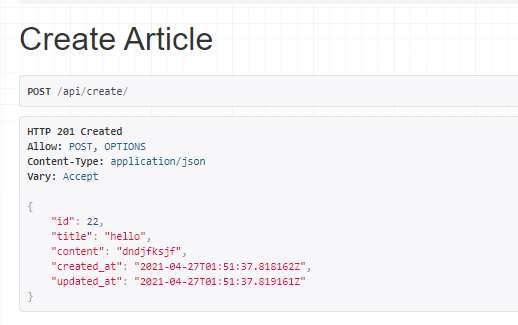 Create Article
POST /api/create/
HTTP 201 Created
Allow: POST, OPTIONS
Content-Type: application/json
Vary: Accept
{
"id": 22,
"title": "hello",
"content": "dndjfksjf",
"created_at": "2021-04-27T01:51:37.818162Z",
"updated_at": "2021-04-27T01:51:37.819161Z"
}